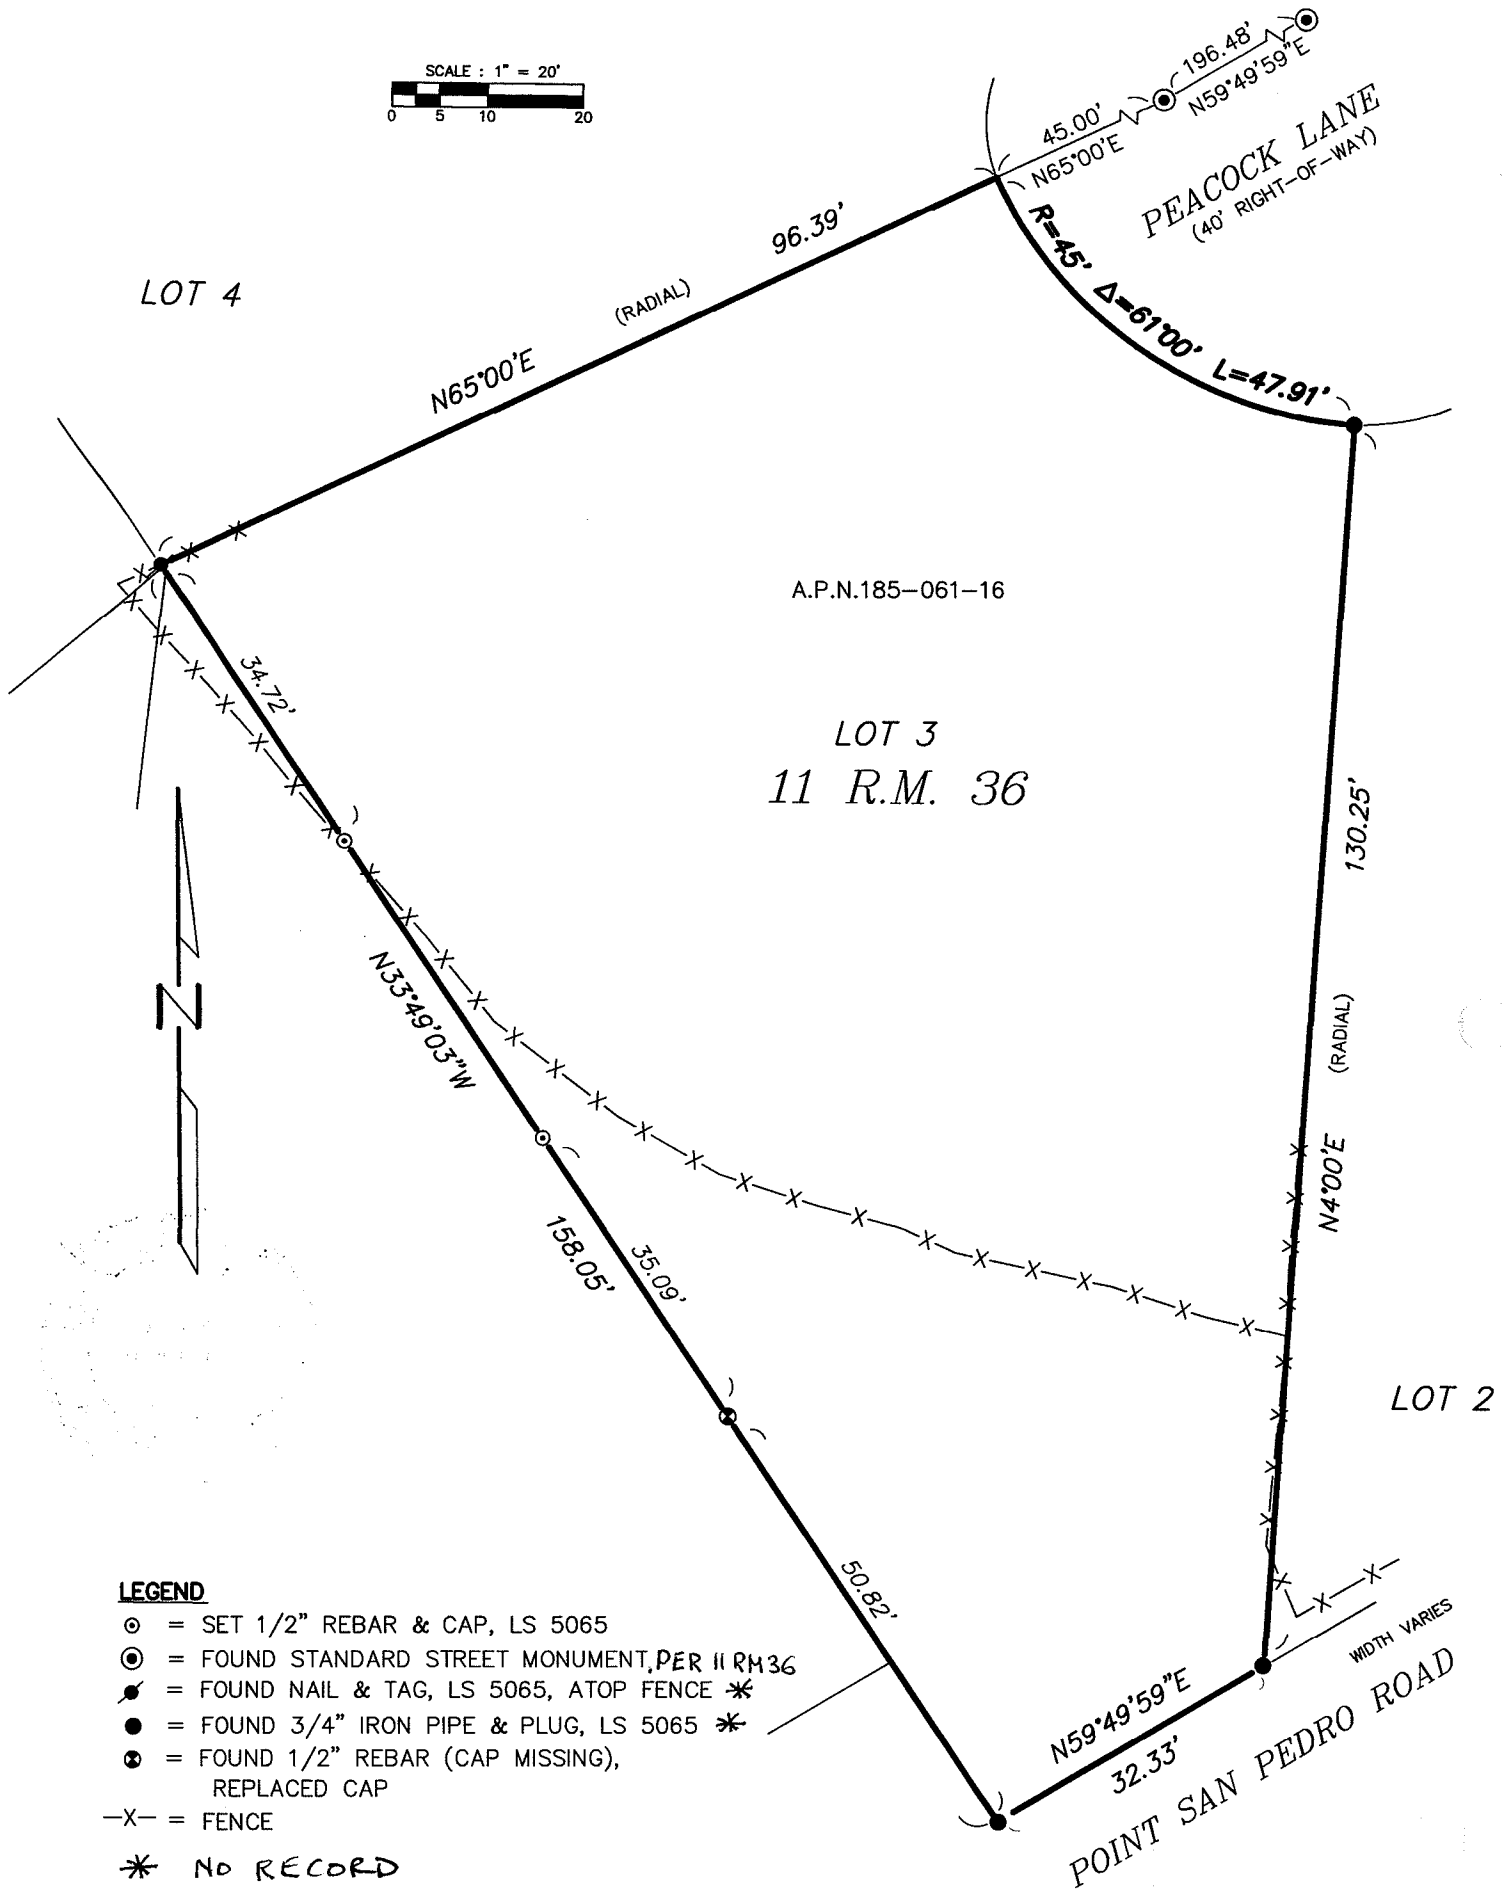 SCALE : 1" = 20'
0 5 10 20
196.48'
N59°49'59"E
45.00'
N65°00'E
PEACOCK LANE
(40' RIGHT-OF-WAY)
96.39'
(RADIAL)
N65°00'E
R=45' Δ=61°00' L=47.91'
LOT 4
A.P.N.185-061-16
34.72'
LOT 3
11 R.M. 36
130.25'
(RADIAL)
N4°00'E
N
N33°49'03"W
158.05'
35.09'
LOT 2
50.82'
N59°49'59"E
32.33'
WIDTH VARIES
POINT SAN PEDRO ROAD
LEGEND
= SET 1/2" REBAR & CAP, LS 5065
= FOUND STANDARD STREET MONUMENT, PER 11 RM 36
= FOUND NAIL & TAG, LS 5065, ATOP FENCE *
= FOUND 3/4" IRON PIPE & PLUG, LS 5065 *
= FOUND 1/2" REBAR (CAP MISSING),
REPLACED CAP
-X- = FENCE
* NO RECORD